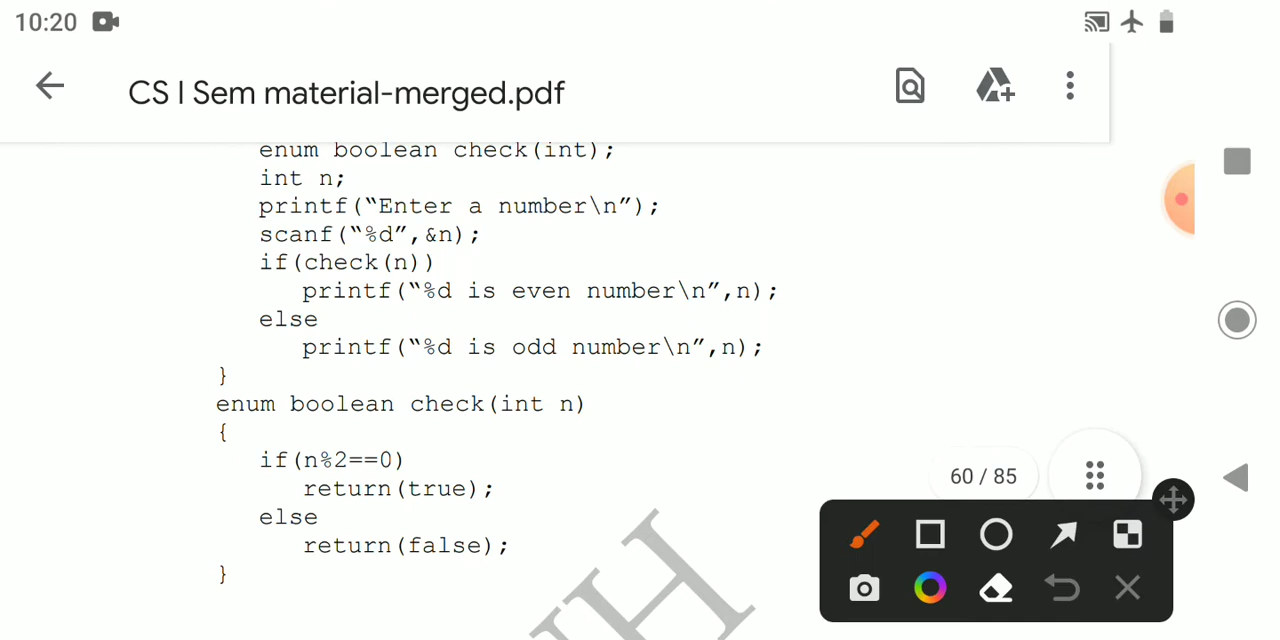 10:20
CS I Sem material-merged.pdf
enum boolean check(int);
int n;
printf(“Enter a number\n”);
scanf(“%d”,&n);
if(check(n))
printf(“%d is even number\n”,n);
else
printf(“%d is odd number\n”,n);
}
enum boolean check(int n)
{
if(n%2==0)
return(true);
else
return(false);
}
60 / 85
H